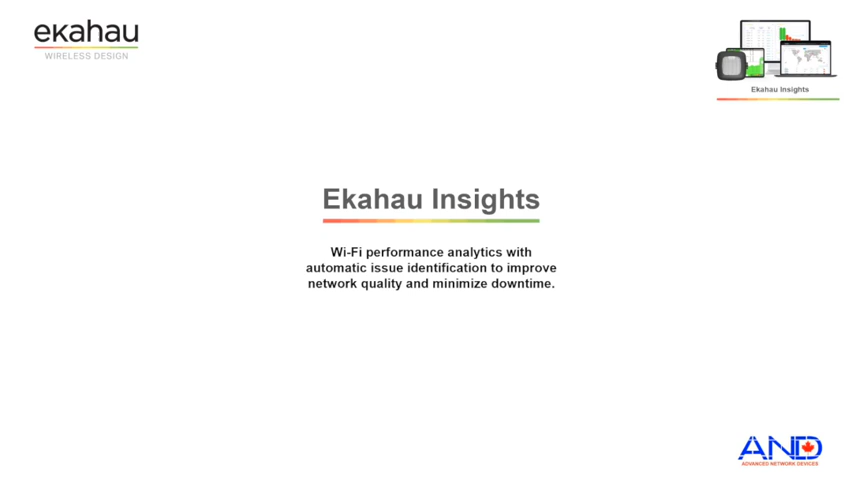 ekahau
WIRELESS DESIGN
Ekahau Insights
Ekahau Insights
Wi-Fi performance analytics with
automatic issue identification to improve
network quality and minimize downtime.
AND
ADVANCED NETWORK DEVICES